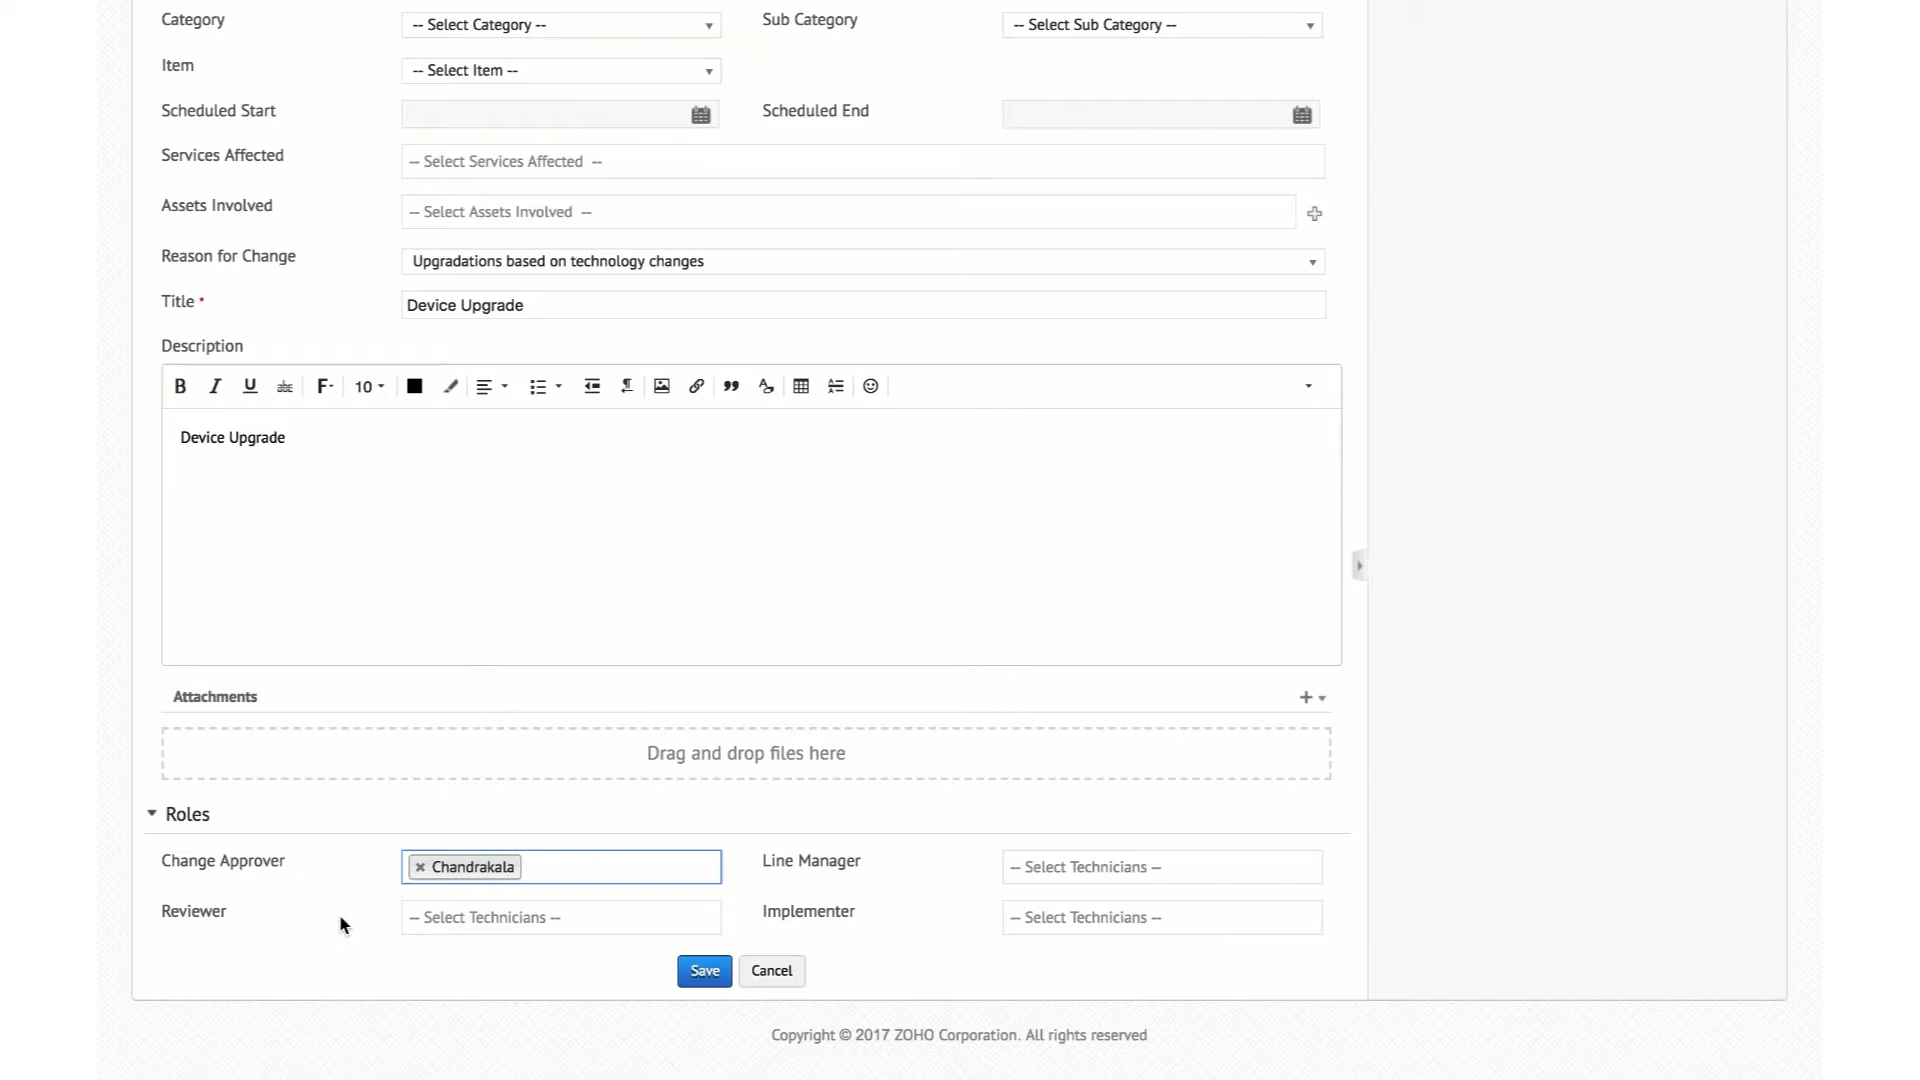 Category
-- Select Category --
Sub Category
-- Select Sub Category --
Item
-- Select Item --
Scheduled Start
Scheduled End
Services Affected
-- Select Services Affected --
Assets Involved
-- Select Assets Involved --
Reason for Change
Upgradations based on technology changes
Title *
Device Upgrade
Description
B I U abc F 10
Device Upgrade
Attachments
Drag and drop files here
Roles
Change Approver
× Chandrakala
Line Manager
-- Select Technicians --
Reviewer
-- Select Technicians --
Implementer
-- Select Technicians --
Save
Cancel
Copyright © 2017 ZOHO Corporation. All rights reserved